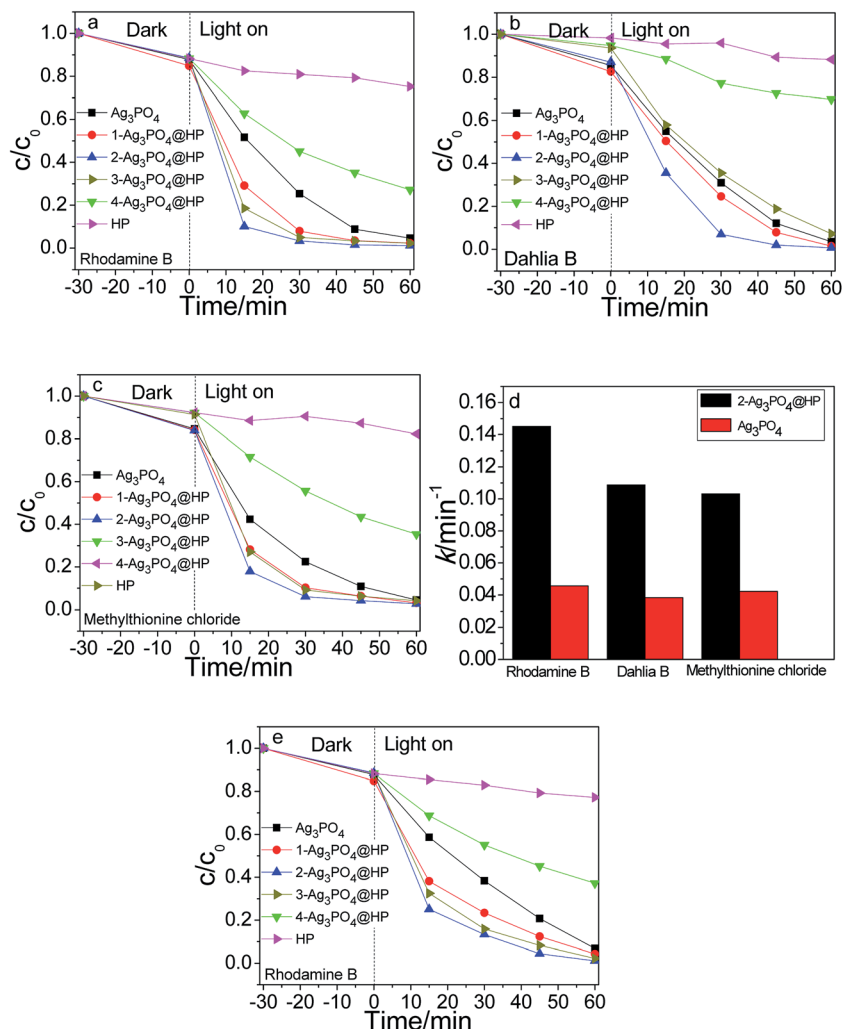 a Dark Light on
1.0
0.8
0.6
0.4
0.2
0.0
c/c₀
Ag₃PO₄
1-Ag₃PO₄@HP
2-Ag₃PO₄@HP
3-Ag₃PO₄@HP
4-Ag₃PO₄@HP
HP
Rhodamine B
-30 -20 -10 0 10 20 30 40 50 60
Time/min
b Dark Light on
1.0
0.8
0.6
0.4
0.2
0.0
c/c₀
Ag₃PO₄
1-Ag₃PO₄@HP
2-Ag₃PO₄@HP
3-Ag₃PO₄@HP
4-Ag₃PO₄@HP
HP
Dahlia B
-30 -20 -10 0 10 20 30 40 50 60
Time/min
c Dark Light on
1.0
0.8
0.6
0.4
0.2
0.0
c/c₀
Ag₃PO₄
1-Ag₃PO₄@HP
2-Ag₃PO₄@HP
3-Ag₃PO₄@HP
4-Ag₃PO₄@HP
HP
Methylthionine chloride
-30 -20 -10 0 10 20 30 40 50 60
Time/min
d
2-Ag₃PO₄@HP
Ag₃PO₄
0.16
0.14
0.12
0.10
0.08
0.06
0.04
0.02
0.00
k/min⁻¹
Rhodamine B Dahlia B Methylthionine chloride
e Dark Light on
1.0
0.8
0.6
0.4
0.2
0.0
c/c₀
Ag₃PO₄
1-Ag₃PO₄@HP
2-Ag₃PO₄@HP
3-Ag₃PO₄@HP
4-Ag₃PO₄@HP
HP
Rhodamine B
-30 -20 -10 0 10 20 30 40 50 60
Time/min